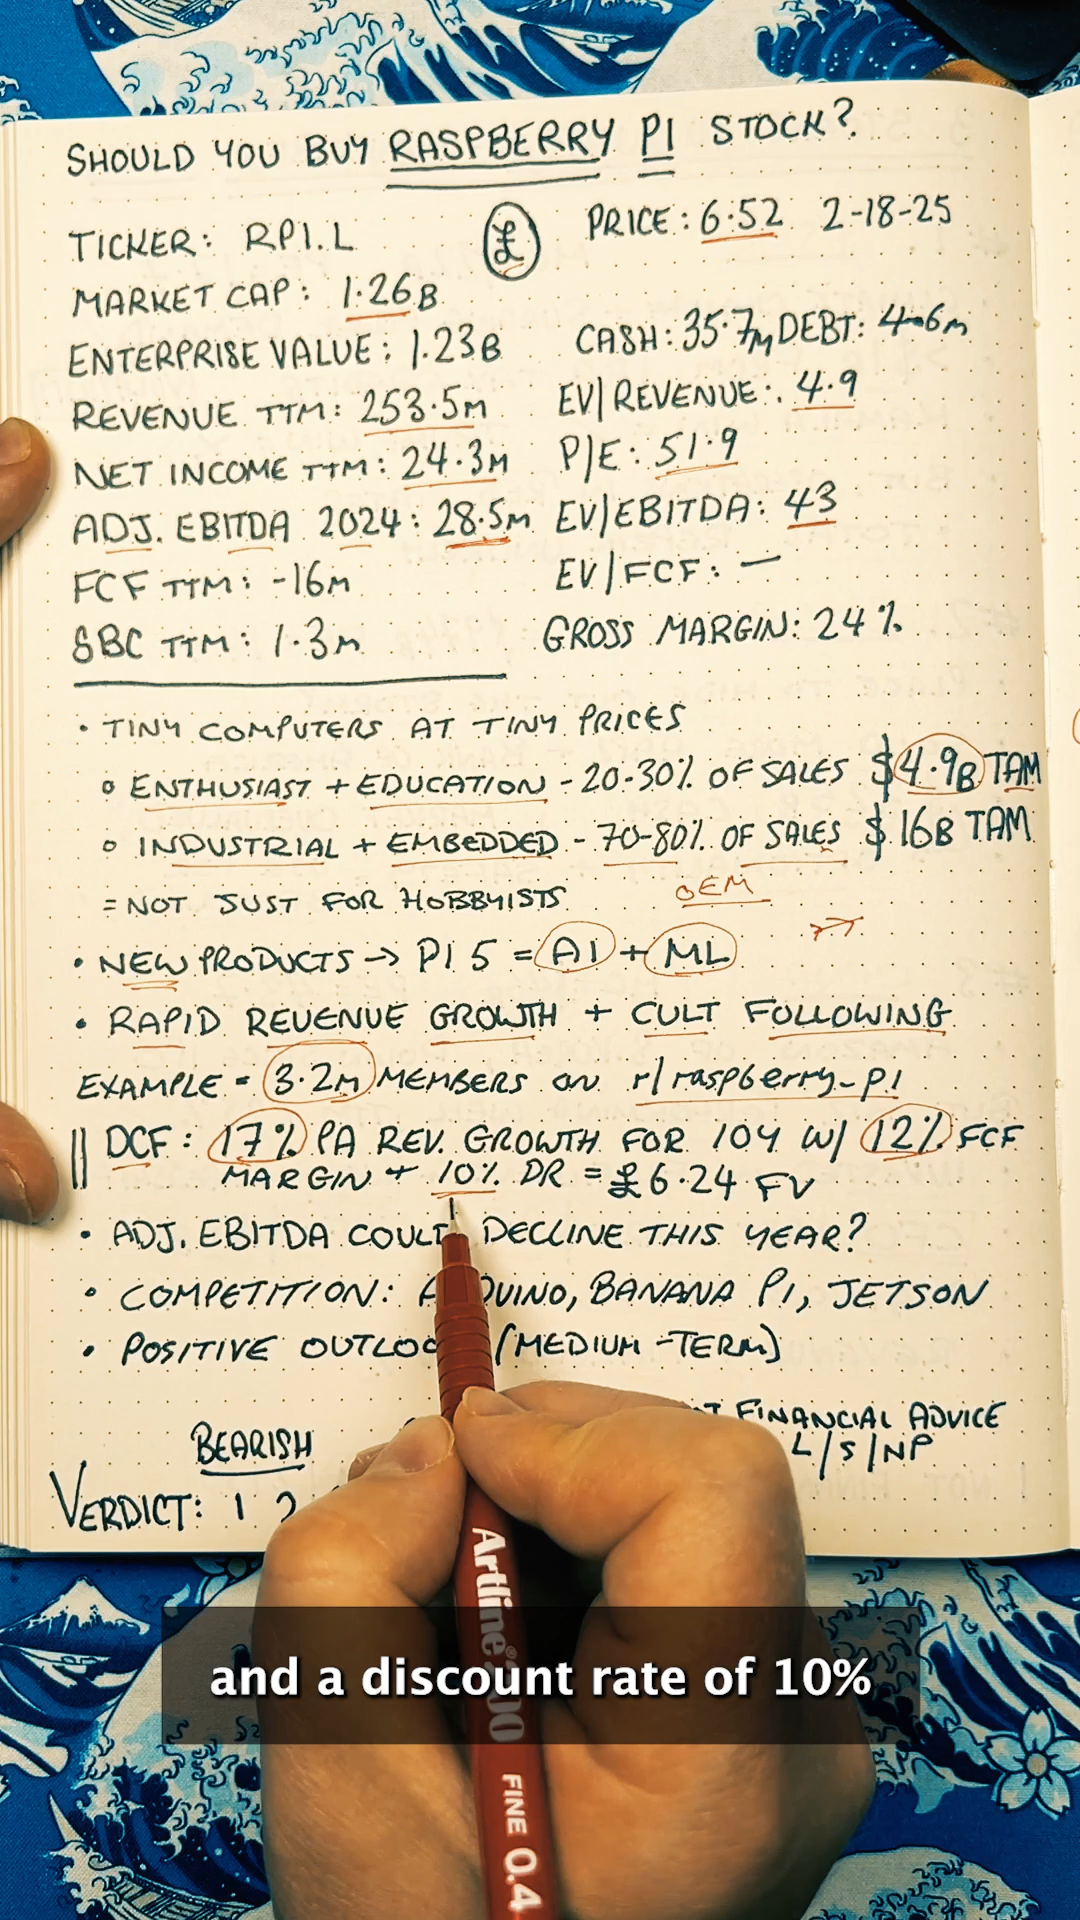 SHOULD YOU BUY RASPBERRY PI STOCK?
TICKER: RPI.L £ PRICE: 6.52 2-18-25
MARKET CAP: 1.26B
ENTERPRISE VALUE: 1.23B CASH: 35.7M DEBT: 4.6M
REVENUE TTM: 253.5M EV/REVENUE: 4.9
NET INCOME TTM: 24.3M P/E: 51.9
ADJ. EBITDA 2024: 28.5M EV/EBITDA: 43
FCF TTM: -16M EV/FCF: —
SBC TTM: 1.3M GROSS MARGIN: 24%
• TINY COMPUTERS AT TINY PRICES
o ENTHUSIAST + EDUCATION - 20-30% OF SALES $4.9B TAM
o INDUSTRIAL + EMBEDDED - 70-80% OF SALES $16B TAM
OEM
= NOT JUST FOR HOBBYISTS
• NEW PRODUCTS → PI 5 = AI + ML
• RAPID REVENUE GROWTH + CULT FOLLOWING
EXAMPLE = 3.2M MEMBERS ON r/raspberry_pi
DCF: 17% PA REV. GROWTH FOR 10Y W/ 12% FCF
MARGIN + 10% DR = £6.24 FV
• ADJ. EBITDA COULD DECLINE THIS YEAR?
• COMPETITION: BANANA PI, JETSON
• POSITIVE (MEDIUM-TERM)
FINANCIAL ADVICE
BEARISH L/S/NP
VERDICT: 1 2
Artline
FINE 0.4
and a discount rate of 10%